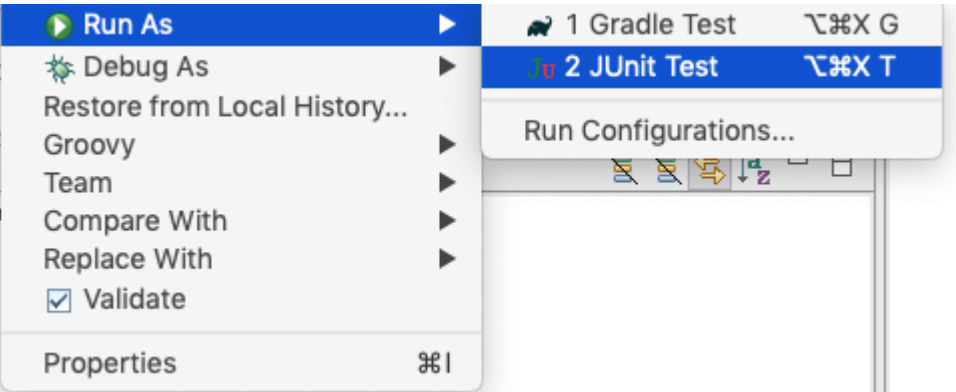 Run As
Debug As
Restore from Local History...
Groovy
Team
Compare With
Replace With
Validate
Properties ⌘I
1 Gradle Test ⌥⌘X G
Ju 2 JUnit Test ⌥⌘X T
Run Configurations...
a
z